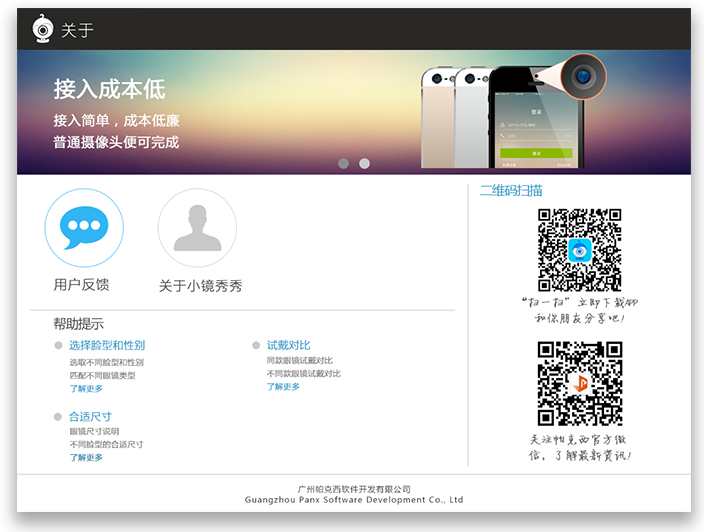 关于
接入成本低
接入简单，成本低廉
普通摄像头便可完成
登录
登录
用户反馈
关于小镜秀秀
帮助提示
选择脸型和性别
选取不同脸型和性别
匹配不同眼镜类型
了解更多
试戴对比
同款眼镜试戴对比
不同款眼镜试戴对比
了解更多
合适尺寸
眼镜尺寸说明
不同脸型的合适尺寸
了解更多
二维码扫描
“扫一扫”立即下载APP
和你朋友分享吧!
关注帕克西官方微
信，了解最新资讯!
广州帕克西软件开发有限公司
Guangzhou Panx Software Development Co., Ltd